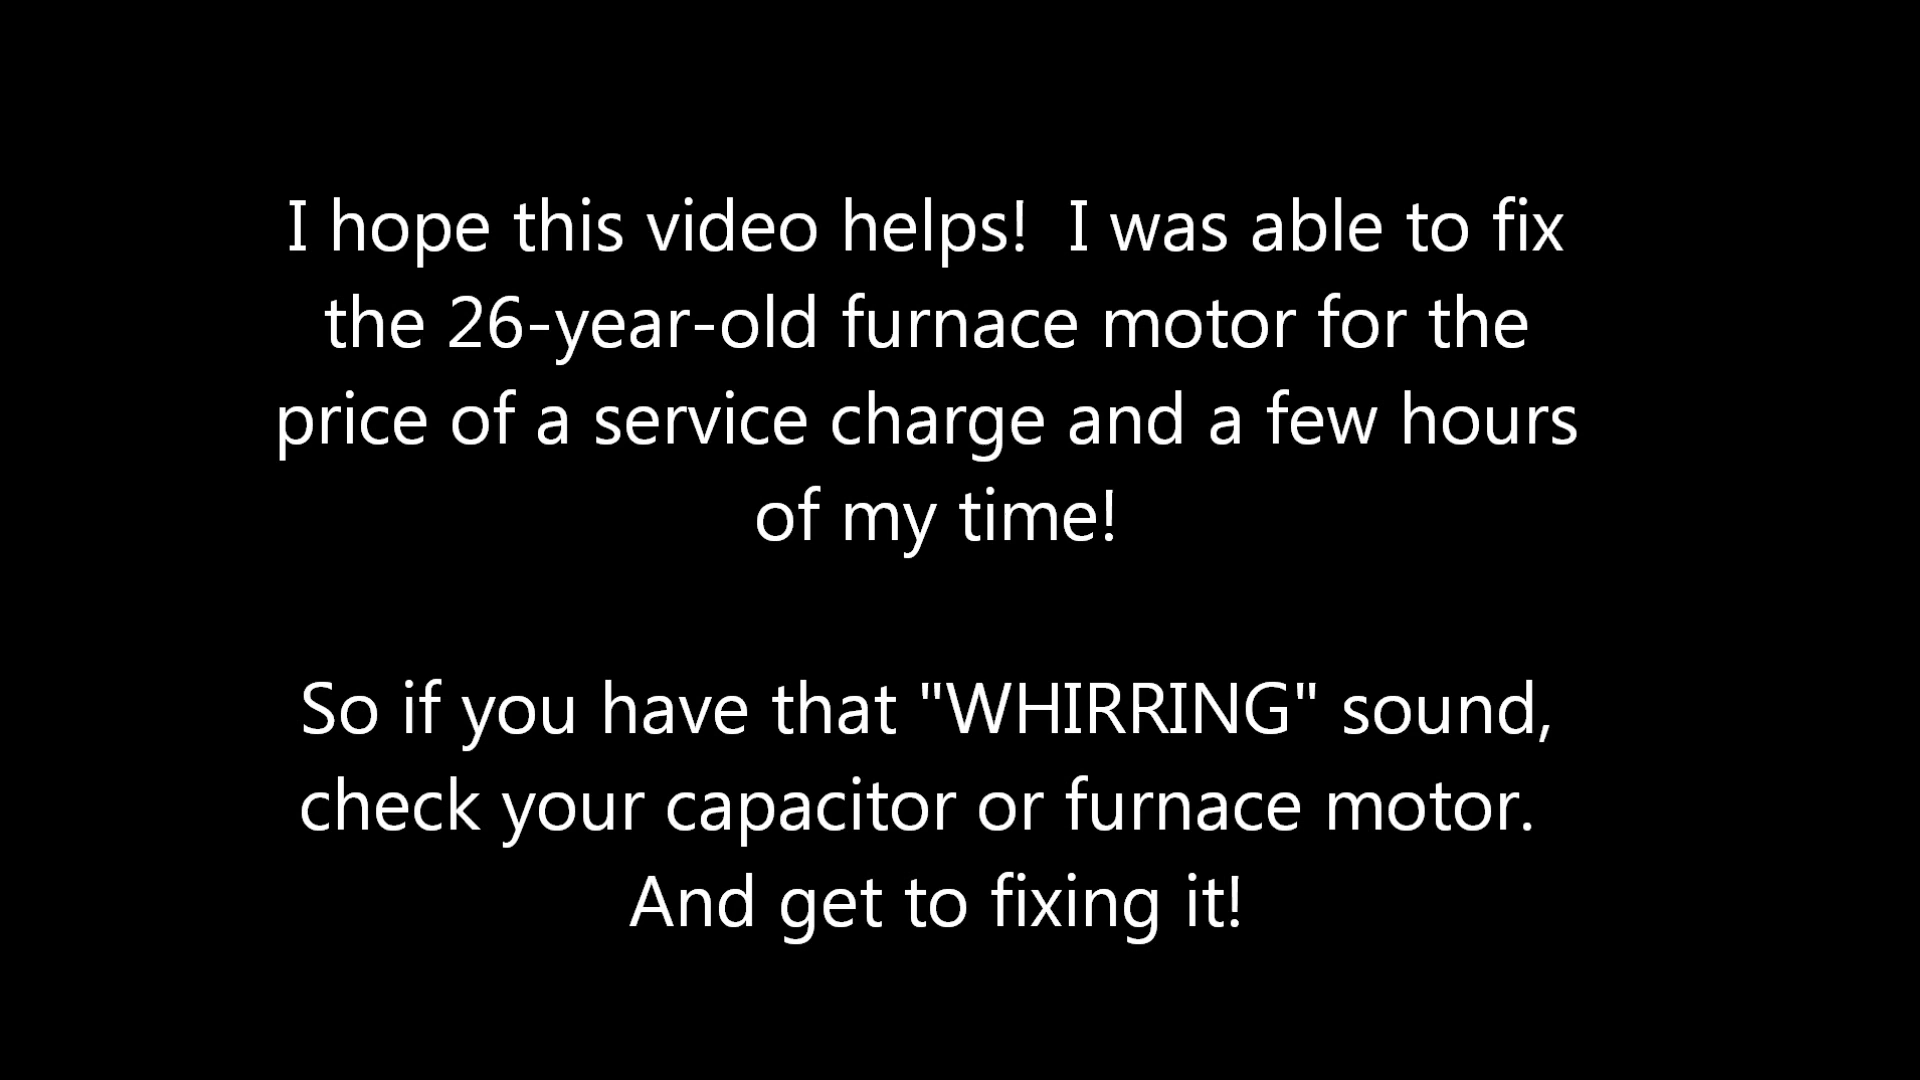 I hope this video helps!  I was able to fix
the 26-year-old furnace motor for the
price of a service charge and a few hours
of my time!
So if you have that "WHIRRING" sound,
check your capacitor or furnace motor.
And get to fixing it!